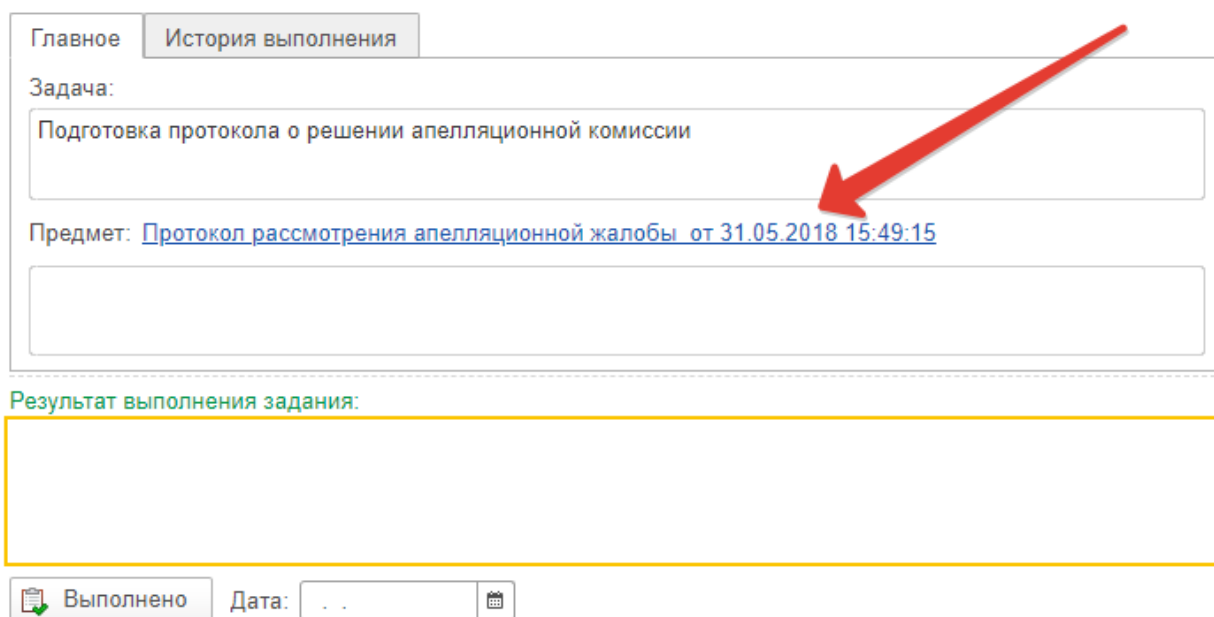 Главное История выполнения
Задача:
Подготовка протокола о решении апелляционной комиссии
Предмет: Протокол рассмотрения апелляционной жалобы от 31.05.2018 15:49:15
Результат выполнения задания:
Выполнено Дата: . .